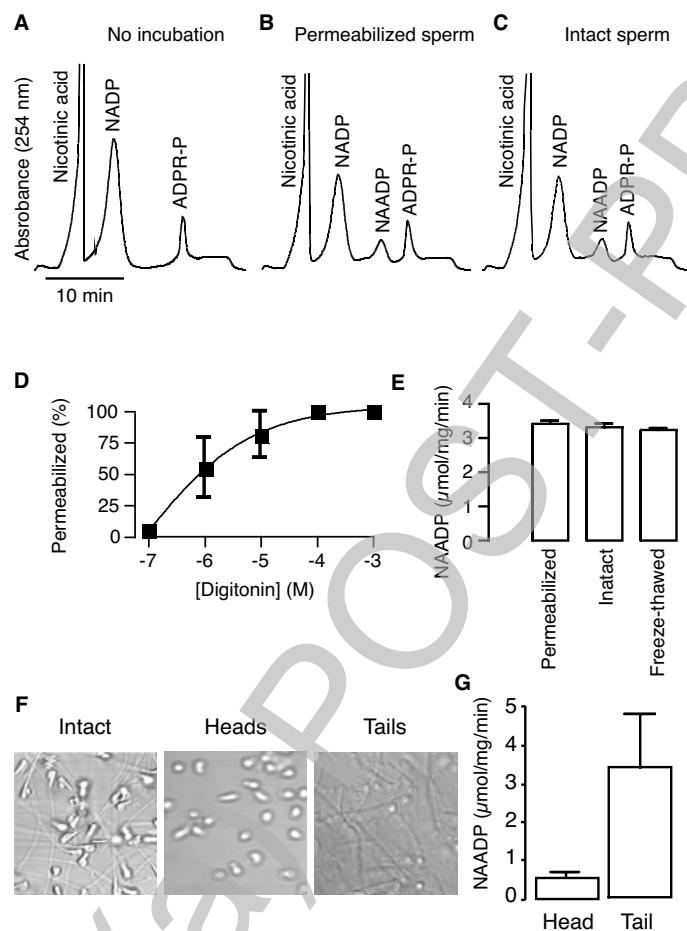 A
No incubation
B
Permeabilized sperm
C
Intact sperm
Absrobance (254 nm)
Nicotinic acid
NADP
ADPR-P
Nicotinic acid
NADP
NAADP
ADPR-P
Nicotinic acid
NADP
NAADP
ADPR-P
10 min
D
Permeabilized (%)
100
75
50
25
0
-7
-6
-5
-4
-3
[Digitonin] (M)
E
NAADP (µmol/mg/min)
4
3
2
1
0
Permeabilized
Inatact
Freeze-thawed
F
Intact
Heads
Tails
G
NAADP (µmol/mg/min)
5
4
3
2
1
0
Head
Tail
POST-PR